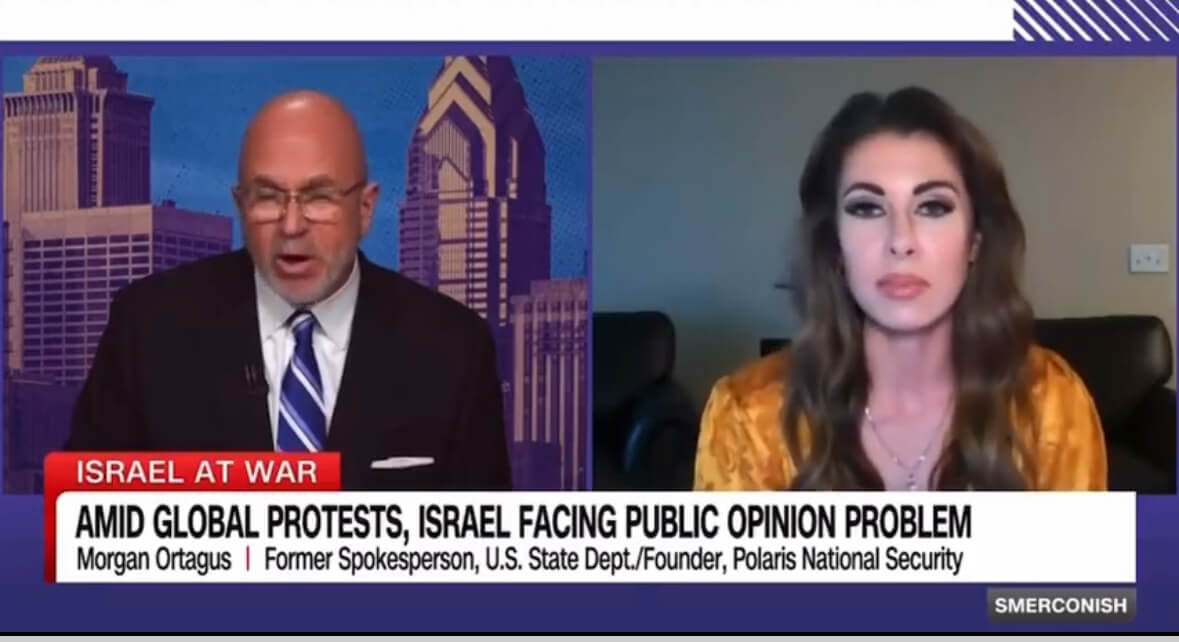 ISRAEL AT WAR
AMID GLOBAL PROTESTS, ISRAEL FACING PUBLIC OPINION PROBLEM
Morgan Ortagus | Former Spokesperson, U.S. State Dept./Founder, Polaris National Security
SMERCONISH